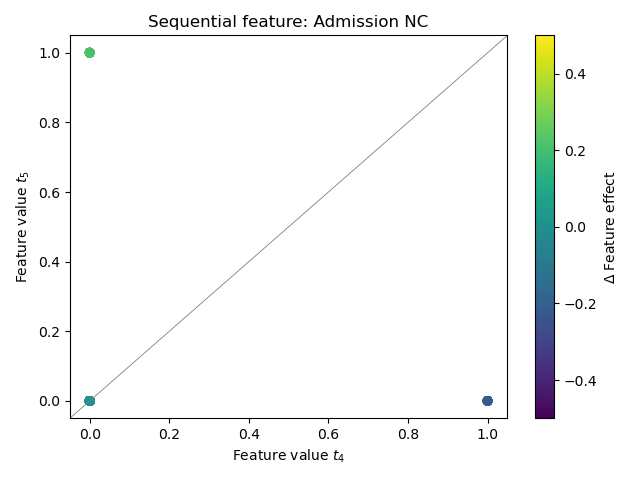 Sequential feature: Admission NC
Feature value t₅
1.0
0.8
0.6
0.4
0.2
0.0
0.0 0.2 0.4 0.6 0.8 1.0
Feature value t₄
0.4
0.2
0.0
−0.2
−0.4
Δ Feature effect